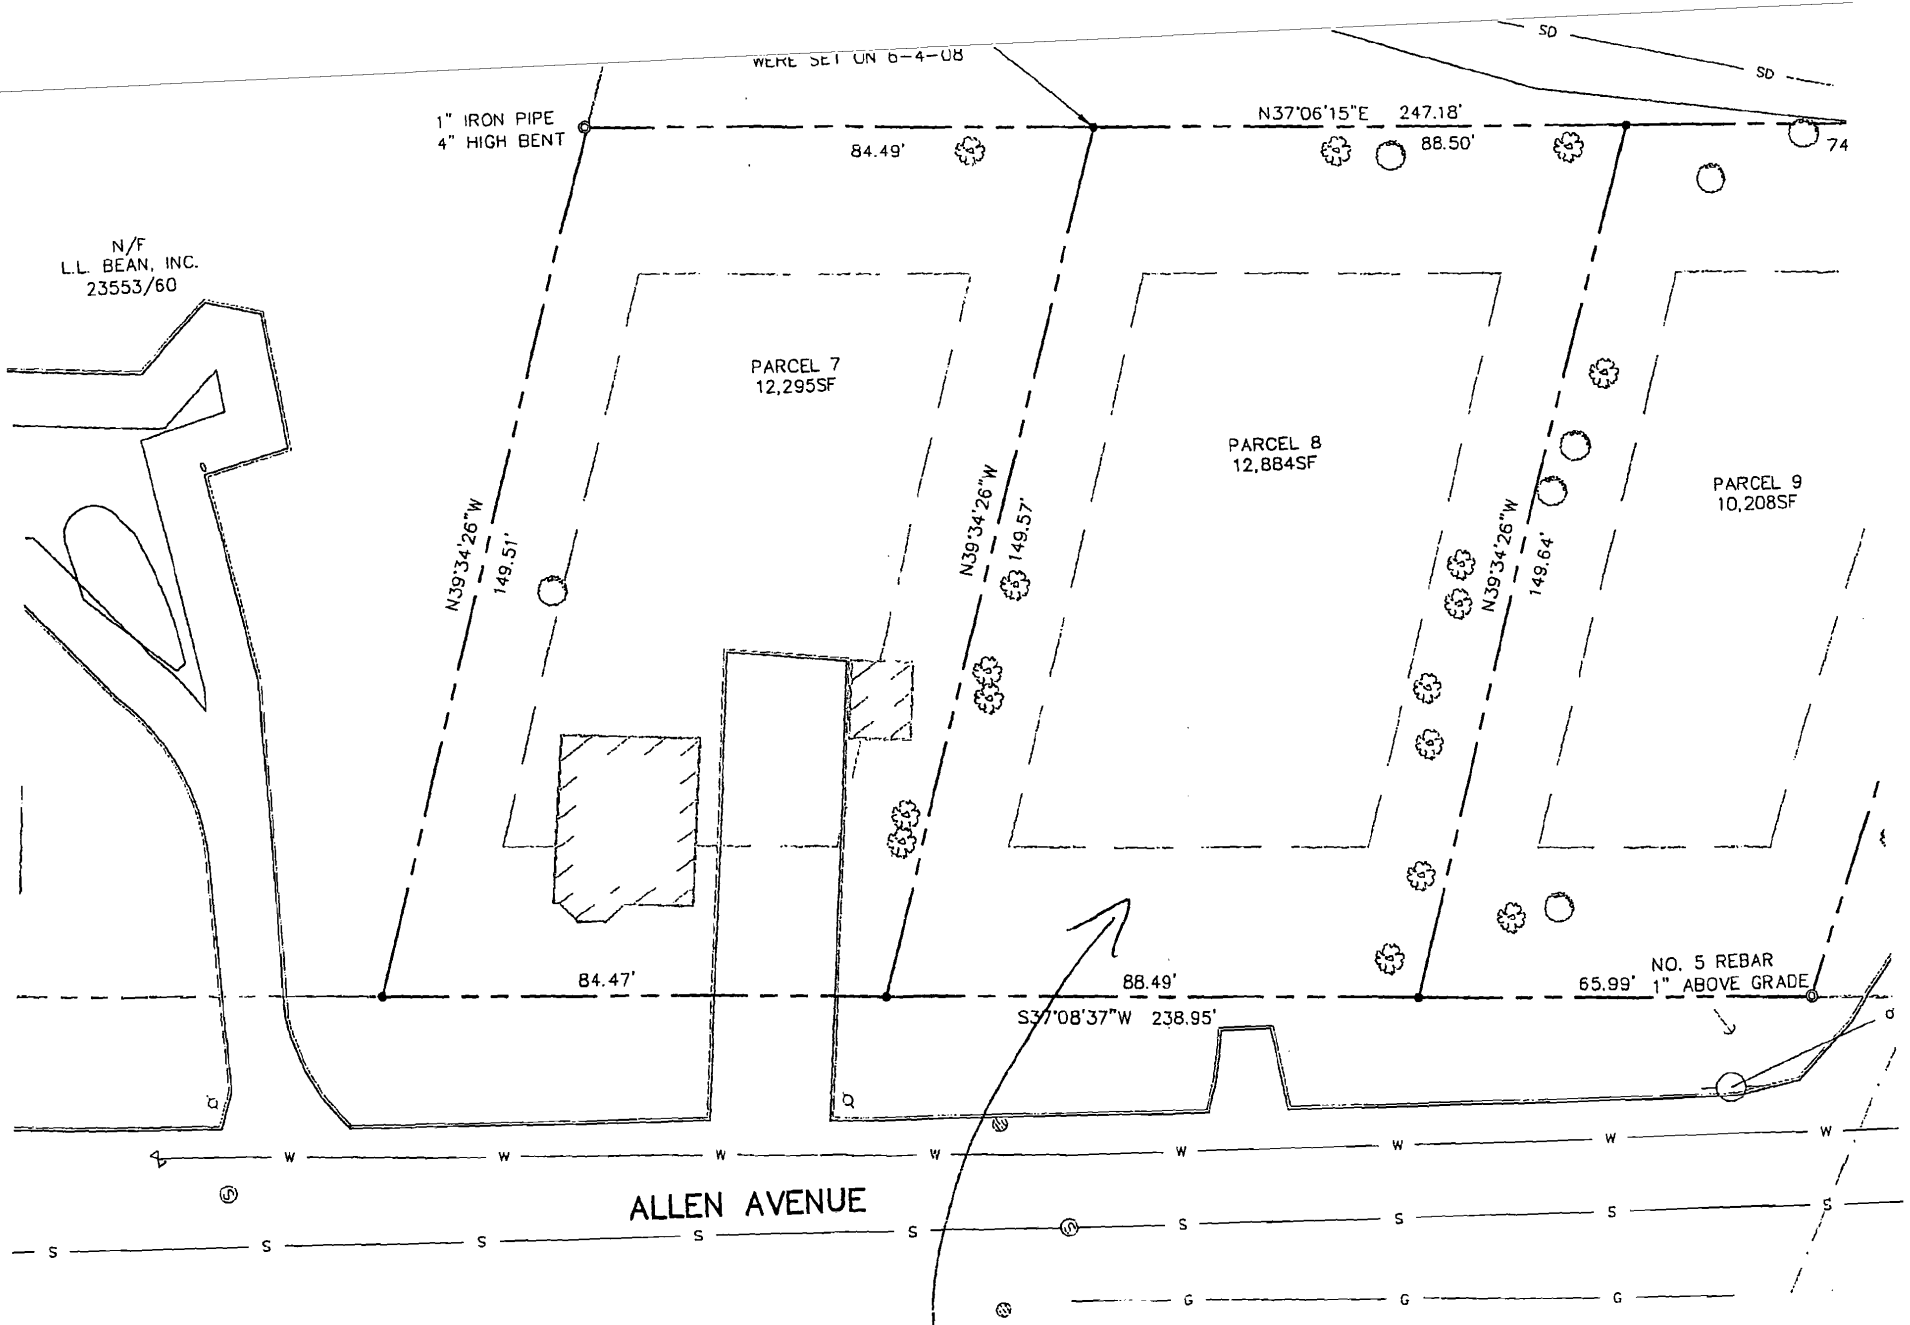 SD
SD
WERE SET ON 6-4-08
1" IRON PIPE
4" HIGH BENT
N37°06'15"E 247.18'
84.49'
88.50'
74
N/F
L.L. BEAN, INC.
23553/60
PARCEL 7
12,295SF
PARCEL 8
12,884SF
PARCEL 9
10,208SF
N39°34'26"W
149.51'
N39°34'26"W
149.57'
N39°34'26"W
149.64'
84.47'
88.49'
65.99'
NO. 5 REBAR
1" ABOVE GRADE
S37°08'37"W 238.95'
W W W W W W W W
ALLEN AVENUE
S S S S S S S S S
G G G